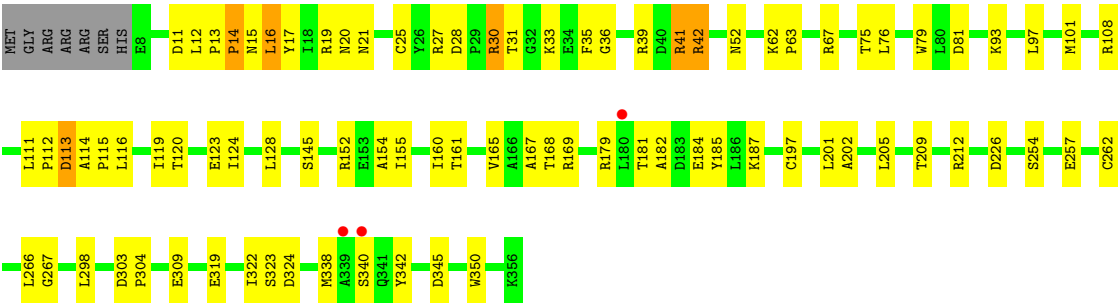 MET GLY ARG ARG ARG SER HIS E8 D11 L12 P13 P14 N15 L16 Y17 I18 R19 N20 N21 C25 Y26 R27 D28 P29 R30 T31 G32 K33 E34 F35 G36 R39 D40 R41 R42 N52 K62 P63 R67 T75 L76 W79 L80 D81 K93 L97 M101 R108
L111 P112 D113 A114 P115 L116 I119 T120 E123 I124 L128 S145 R152 E153 A154 I155 I160 T161 V165 A166 A167 T168 R169 R179 L180 T181 A182 D183 E184 Y185 L186 K187 C197 L201 A202 L205 T209 R212 D226 S254 E257 C262
L266 G267 L298 D303 P304 E309 E319 I322 S323 D324 M338 A339 S340 Q341 Y342 D345 W350 K356